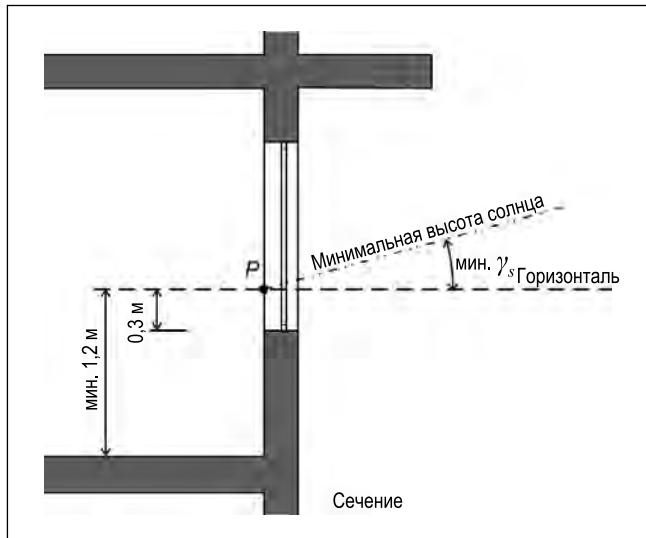 Минимальная высота солнца
P
мин. γs
Горизонталь
0,3 м
мин. 1,2 м
Сечение